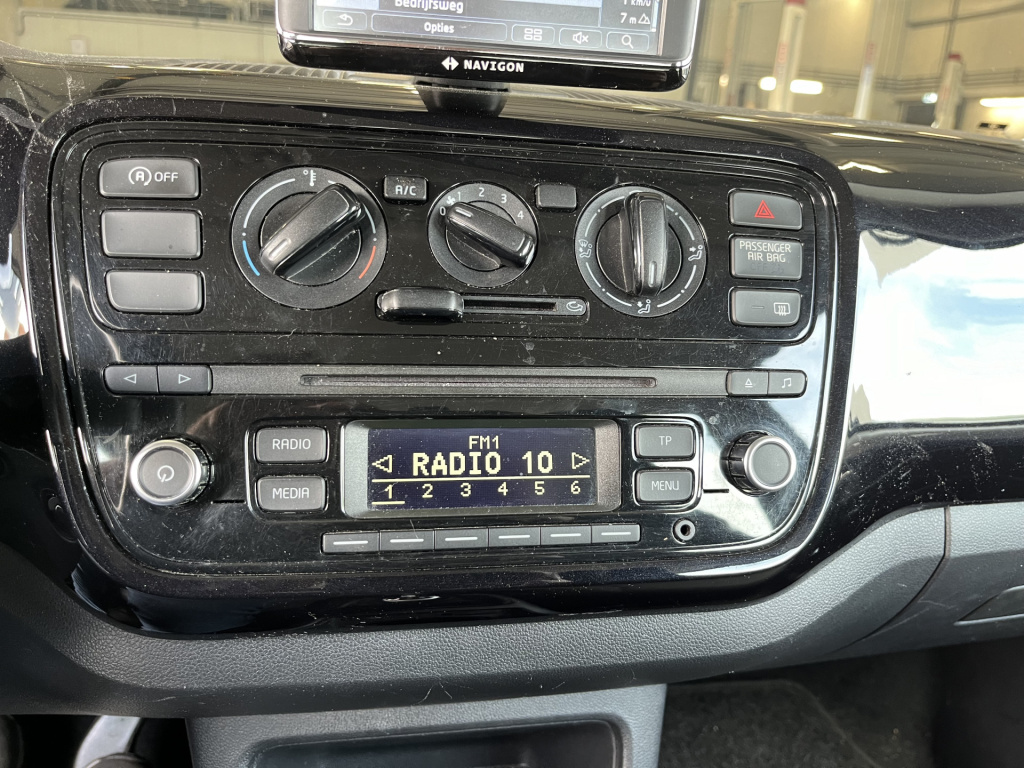 Bedrijfsweg
km/u
Opties
7 m
NAVIGON
(A) OFF
A/C
0 1 2 3 4
PASSENGER
AIR BAG
RADIO
MEDIA
FM1
RADIO 10
1 2 3 4 5 6
TP
MENU